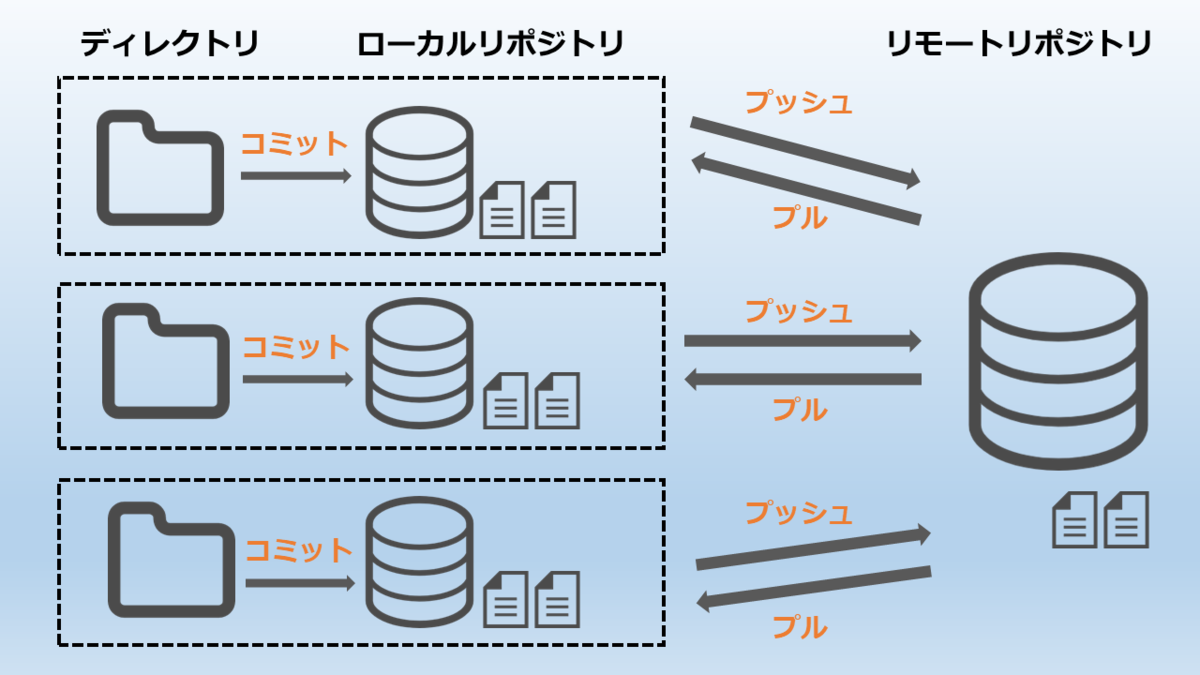 ディレクトリ
ローカルリポジトリ
リモートリポジトリ
コミット
プッシュ
プル
コミット
プッシュ
プル
コミット
プッシュ
プル